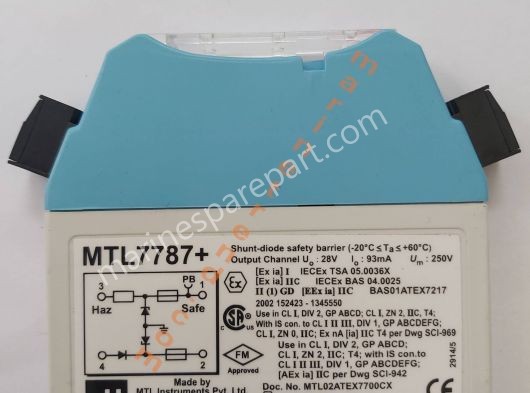 marinesparepart.com
MTL7787+
Shunt-diode safety barrier (-20°C ≤ Ta ≤ +60°C)
Output Channel Uo : 28V Io : 93mA Um : 250V
[Ex ia] I IECEx TSA 05.0036X
[Ex ia] IIC IECEx BAS 04.0025
II (1) GD [EEx ia] IIC BAS01ATEX7217
2002 152423 - 1345550
Use in CL I, DIV 2, GP ABCD; CL I, ZN 2, IIC, T4;
With IS con. to CL I II III, DIV 1, GP ABCDEFG;
CL I, ZN 0, IIC; Ex nA [ia] IIC T4 per Dwg SCI-969
Use in CL I, DIV 2, GP ABCD;
CL I, ZN 2, IIC; T4; with IS con. to
CL I II III, DIV 1, GP ABCDEFG;
[AEx ia] IIC per Dwg SCI-942
Doc. No. MTL02ATEX7700CX
2914/5
PB
3
1
Haz
Safe
4
2
Ex
SA
FM
Approved
Made by
MTL Instruments Pvt. Ltd